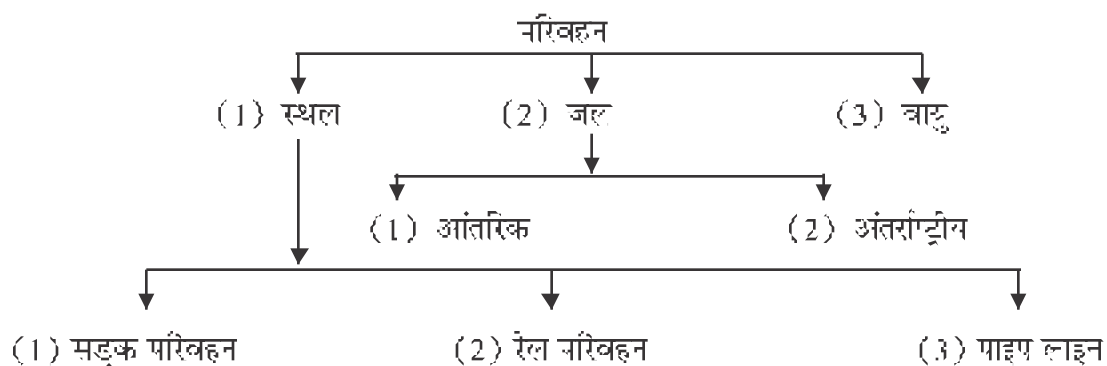 परिवहन
(1) स्थल (2) जल (3) वायु
(1) आंतरिक (2) अंतर्राष्ट्रीय
(1) सड़क परिवहन (2) रेल परिवहन (3) पाइप लाइन